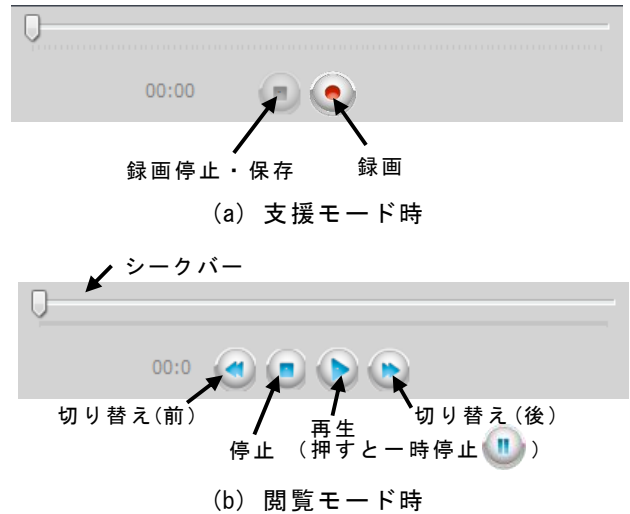 00:00
録画停止・保存
録画
(a) 支援モード時
シークバー
00:0
切り替え(前)
停止
再生
(押すと一時停止 )
切り替え(後)
(b) 閲覧モード時